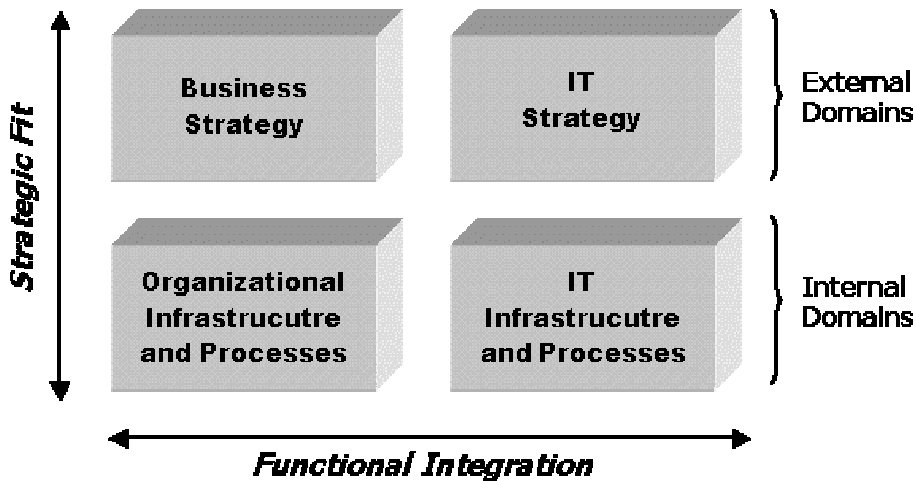 Strategic Fit
Business
Strategy
IT
Strategy
External
Domains
Organizational
Infrastrucutre
and Processes
IT
Infrastrucutre
and Processes
Internal
Domains
Functional Integration